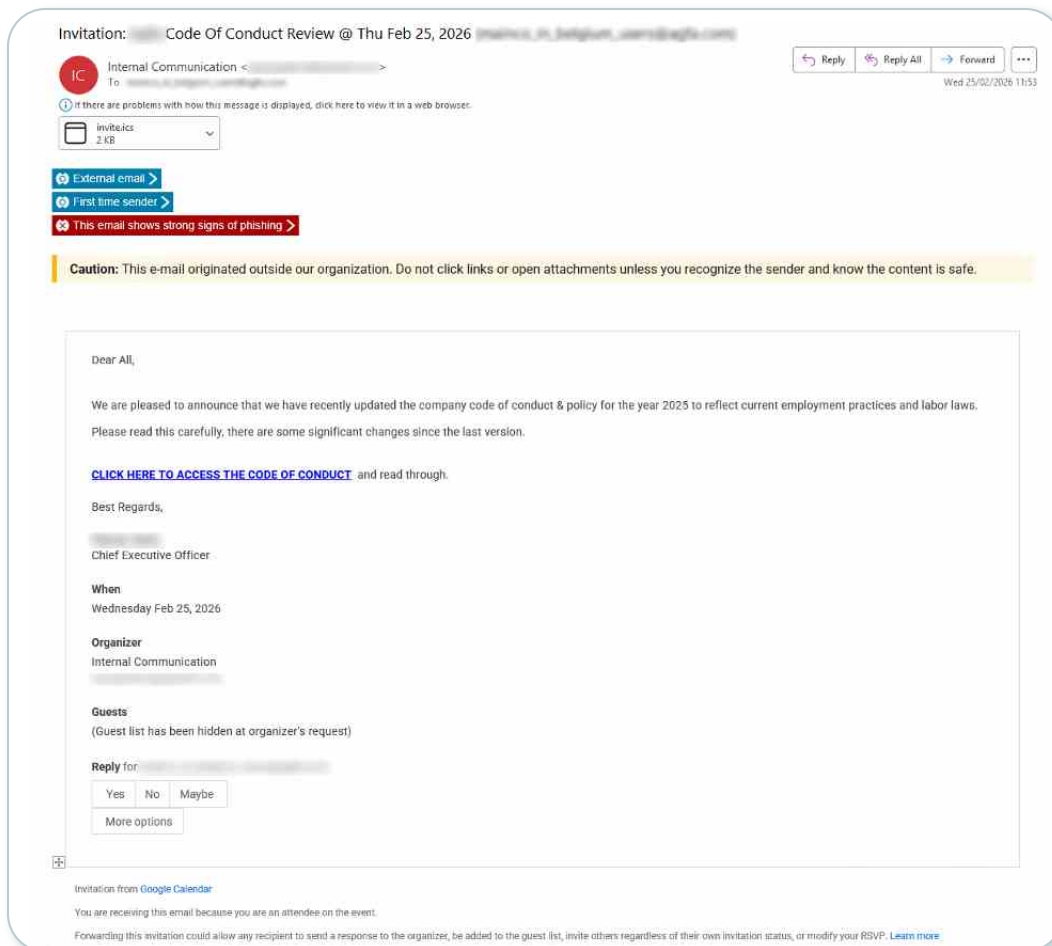 Invitation: Code Of Conduct Review @ Thu Feb 25, 2026
IC
Internal Communication < >
To
Reply
Reply All
Forward
Wed 25/02/2026 11:53
If there are problems with how this message is displayed, click here to view it in a web browser.
invite.ics
2 KB
External email
First time sender
This email shows strong signs of phishing
Caution: This e-mail originated outside our organization. Do not click links or open attachments unless you recognize the sender and know the content is safe.
Dear All,
We are pleased to announce that we have recently updated the company code of conduct & policy for the year 2025 to reflect current employment practices and labor laws.
Please read this carefully, there are some significant changes since the last version.
CLICK HERE TO ACCESS THE CODE OF CONDUCT and read through.
Best Regards,
Chief Executive Officer
When
Wednesday Feb 25, 2026
Organizer
Internal Communication
Guests
(Guest list has been hidden at organizer's request)
Reply for
Yes No Maybe
More options
Invitation from Google Calendar
You are receiving this email because you are an attendee on the event.
Forwarding this invitation could allow any recipient to send a response to the organizer, be added to the guest list, invite others regardless of their own invitation status, or modify your RSVP. Learn more